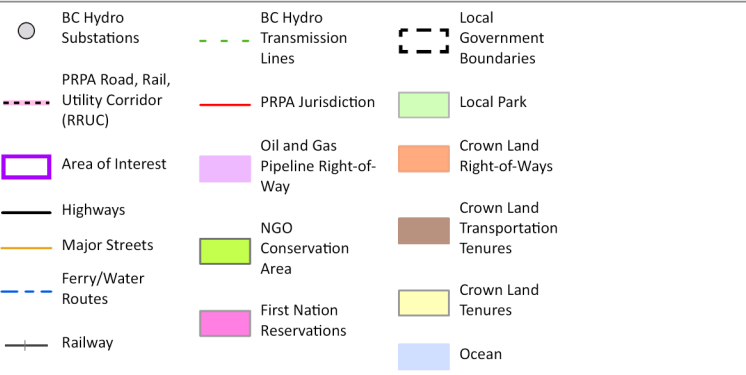 BC Hydro
Substations
PRPA Road, Rail,
Utility Corridor
(RRUC)
Area of Interest
Highways
Major Streets
Ferry/Water
Routes
Railway
BC Hydro
Transmission
Lines
PRPA Jurisdiction
Oil and Gas
Pipeline Right-of-
Way
NGO
Conservation
Area
First Nation
Reservations
Local
Government
Boundaries
Local Park
Crown Land
Right-of-Ways
Crown Land
Transportation
Tenures
Crown Land
Tenures
Ocean